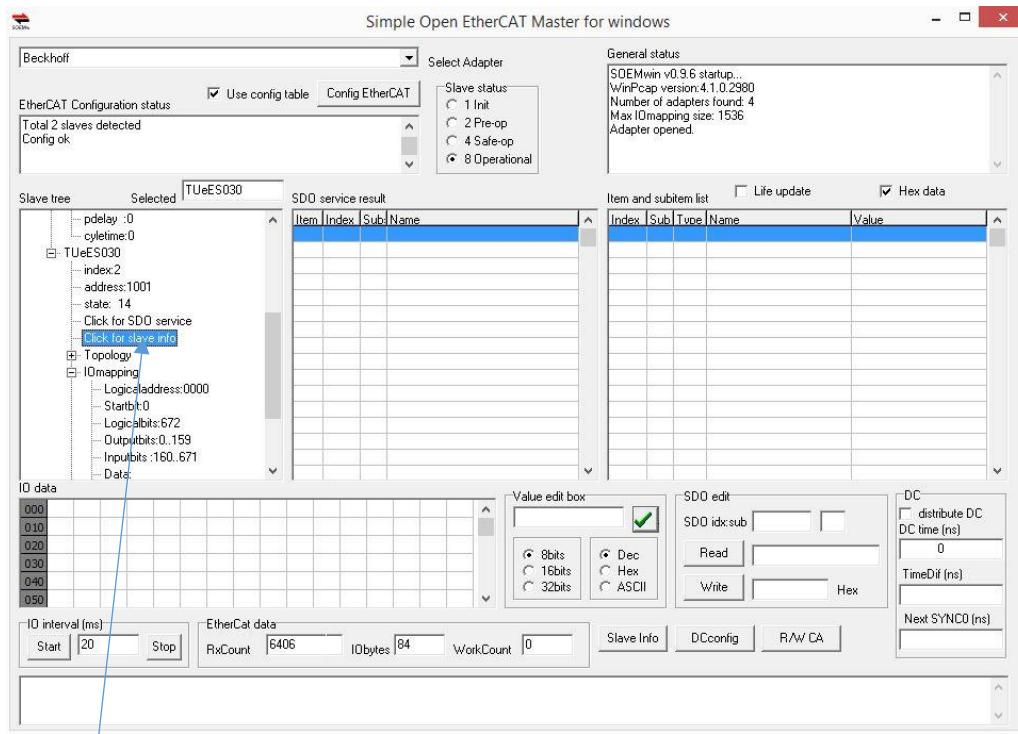 SOEMw
Simple Open EtherCAT Master for windows
Beckhoff
Select Adapter
Use config table
Config EtherCAT
EtherCAT Configuration status
Total 2 slaves detected
Config ok
Slave status
1 Init
2 Pre-op
4 Safe-op
8 Operational
General status
SOEMwin v0.9.6 startup...
WinPcap version:4.1.0.2980
Number of adapters found: 4
Max IOmapping size: 1536
Adapter opened.
Slave tree
Selected
TUeES030
pdelay :0
cyletime:0
TUeES030
index:2
address:1001
state: 14
Click for SDO service
Click for slave info
Topology
IOmapping
Logicaladdress:0000
Startbit:0
Logicalbits:672
Outputbits:0..159
Inputbits :160..671
Data:
SDO service result
Item Index Sub: Name
Item and subitem list
Life update
Hex data
Index Sub Type Name Value
IO data
000
010
020
030
040
050
Value edit box
8bits
16bits
32bits
Dec
Hex
ASCII
SDO edit
SDO idx:sub
Read
Write
Hex
DC
distribute DC
DC time (ns)
0
TimeDif (ns)
Next SYNC0 (ns)
IO interval (ms)
Start 20 Stop
EtherCat data
RxCount 6406 IObytes 84 WorkCount 0
Slave Info
DCconfig
R/W CA